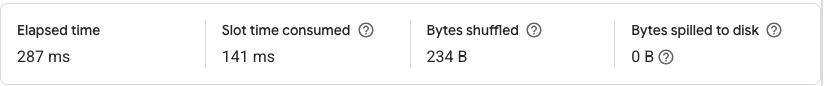 Elapsed time Slot time consumed Bytes shuffled Bytes spilled to disk
287 ms 141 ms 234 B 0 B